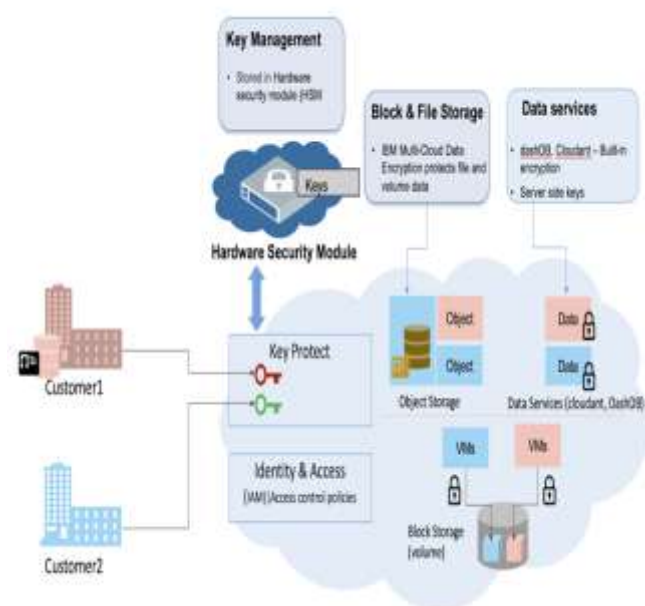 Key Management
• Stored in Hardware
security module (HSM
Block & File Storage
• IBM Multi-Cloud Data
Encryption protects file and
volume data
Data services
• dashDB, Cloudant – Built-in
encryption
• Server side keys
Keys
Hardware Security Module
Customer1
Key Protect
Object
Object
Object Storage
Data
Data
Data Services (cloudant, DashDB)
Identity & Access
(IAM)Access control policies
VMs
VMs
Block Storage
(volume)
Customer2